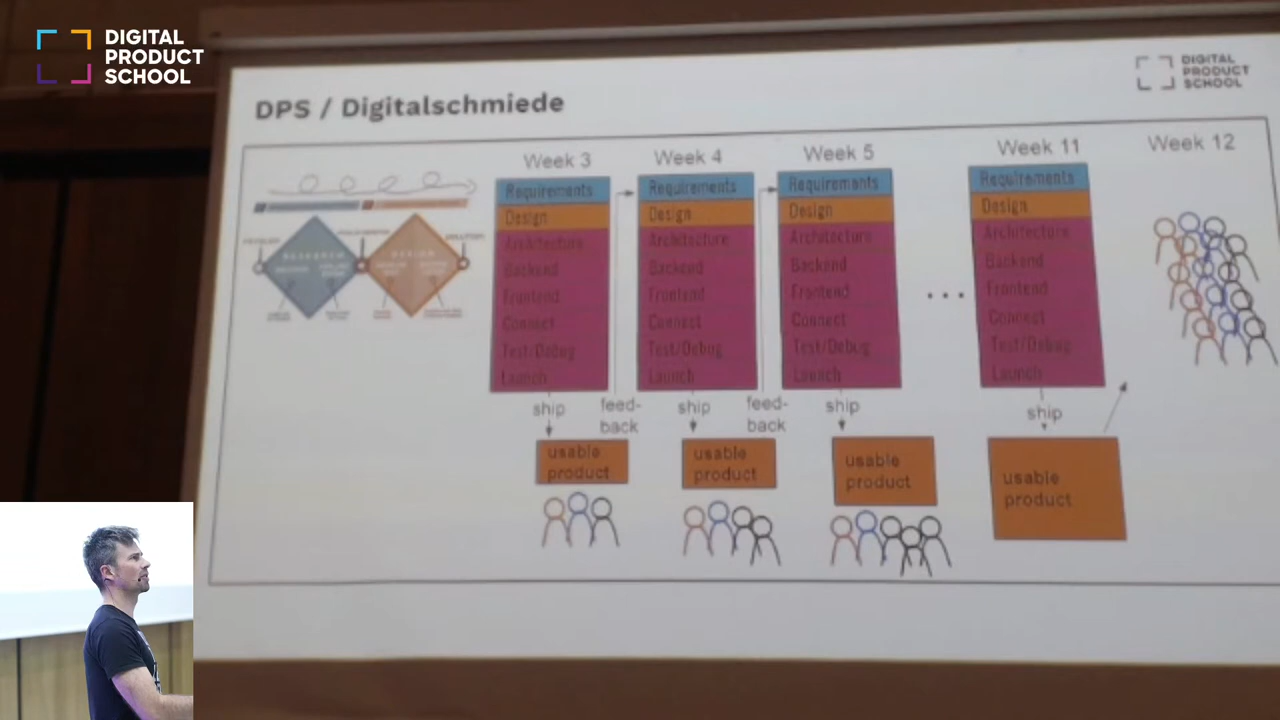 DIGITAL
PRODUCT
SCHOOL
DIGITAL
PRODUCT
SCHOOL
DPS / Digitalschmiede
Week 3
Week 4
Week 5
Week 11
Week 12
Requirements
Design
Architecture
Backend
Frontend
Connect
Test/Debug
Launch
Requirements
Design
Architecture
Backend
Frontend
Connect
Test/Debug
Launch
Requirements
Design
Architecture
Backend
Frontend
Connect
Test/Debug
Launch
...
Requirements
Design
Architecture
Backend
Frontend
Connect
Test/Debug
Launch
RESEARCH
DESIGN
ship
feed-
back
ship
feed-
back
ship
ship
usable
product
usable
product
usable
product
usable
product